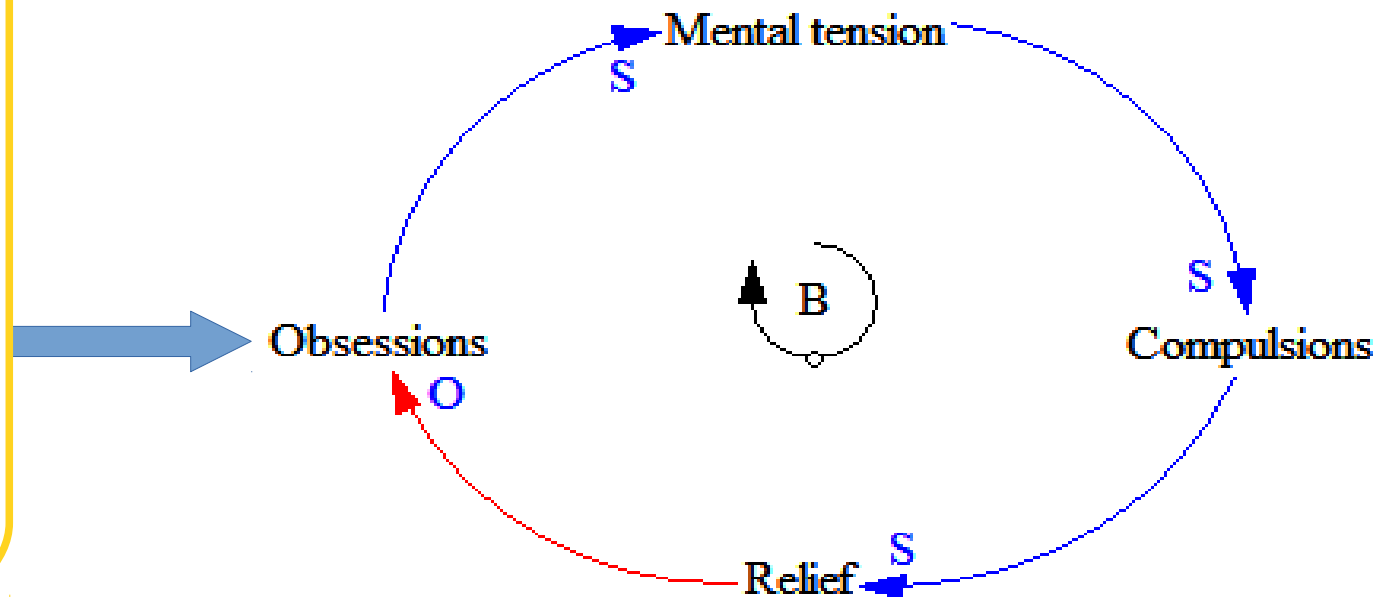 Mental tension
S
S
B
Obsessions
Compulsions
O
S
Relief